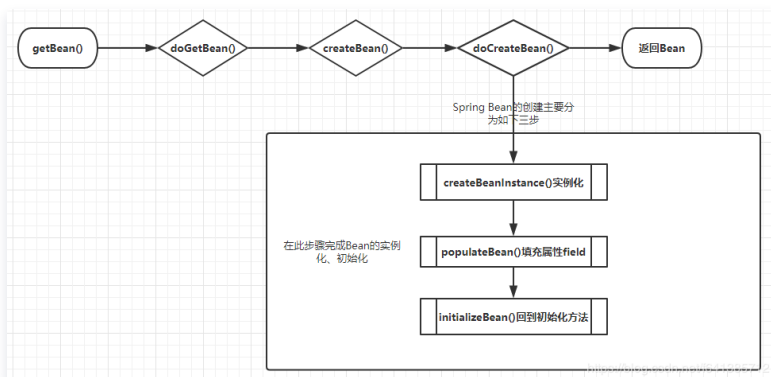 getBean()
doGetBean()
createBean()
doCreateBean()
返回Bean
Spring Bean的创建主要分
为如下三步
createBeanInstance()实例化
在此步骤完成Bean的实例
化、初始化
populateBean()填充属性field
initializeBean()回到初始化方法